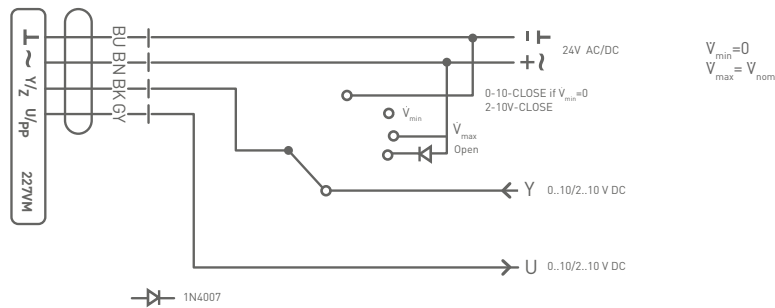 ⊥ ~ Y/Z U/PP 227VM
BU BN BK GY
24V AC/DC
0-10-CLOSE if V̇min=0
2-10V-CLOSE
V̇min
V̇max
Open
Y 0..10/2..10 V DC
U 0..10/2..10 V DC
1N4007
V̇min=0
V̇max= V̇nom